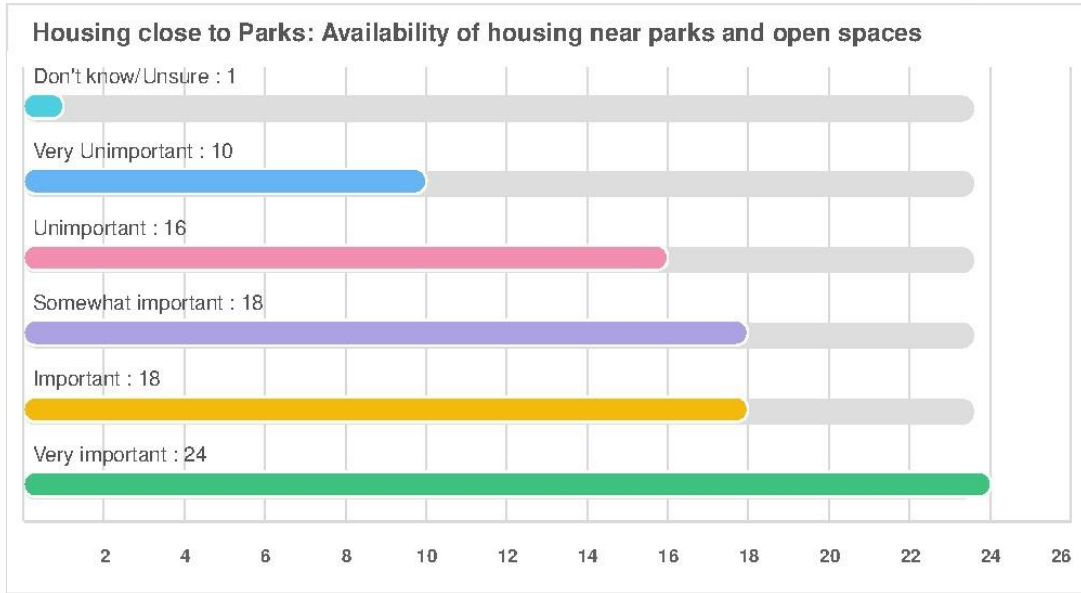 Housing close to Parks: Availability of housing near parks and open spaces
Don't know/Unsure : 1
Very Unimportant : 10
Unimportant : 16
Somewhat important : 18
Important : 18
Very important : 24
2 4 6 8 10 12 14 16 18 20 22 24 26